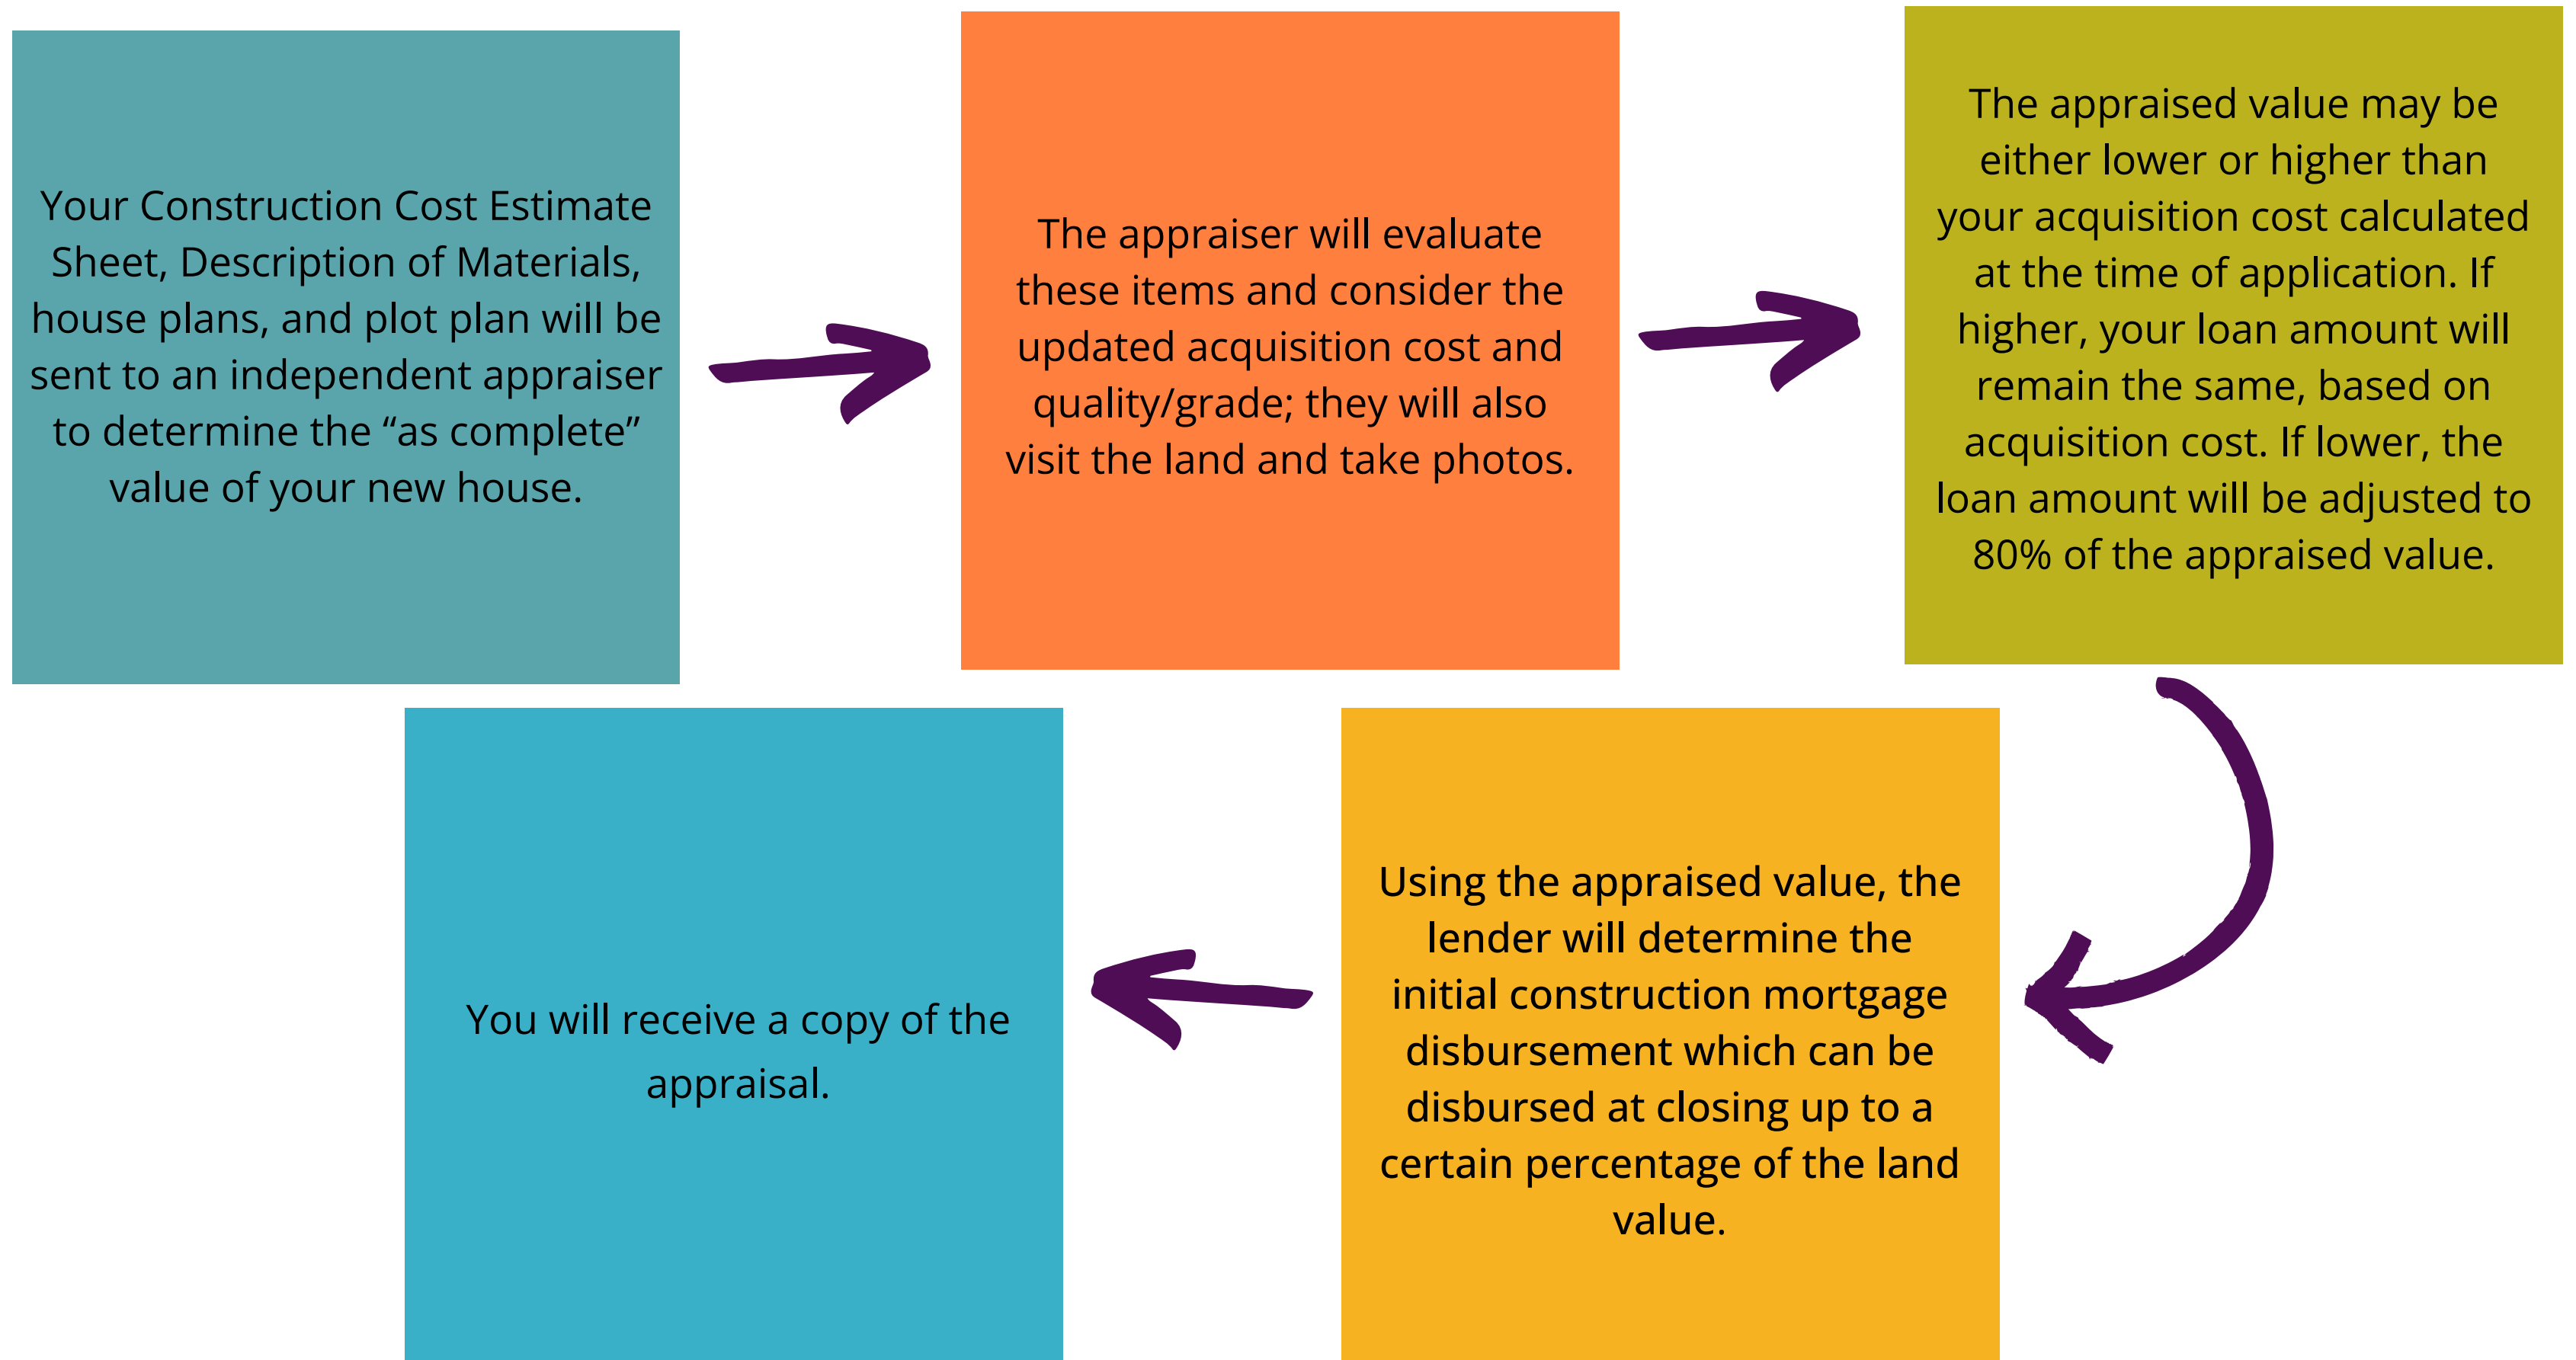 Your Construction Cost Estimate
Sheet, Description of Materials,
house plans, and plot plan will be
sent to an independent appraiser
to determine the “as complete”
value of your new house.
The appraiser will evaluate
these items and consider the
updated acquisition cost and
quality/grade; they will also
visit the land and take photos.
The appraised value may be
either lower or higher than
your acquisition cost calculated
at the time of application. If
higher, your loan amount will
remain the same, based on
acquisition cost. If lower, the
loan amount will be adjusted to
80% of the appraised value.
Using the appraised value, the
lender will determine the
initial construction mortgage
disbursement which can be
disbursed at closing up to a
certain percentage of the land
value.
You will receive a copy of the
appraisal.